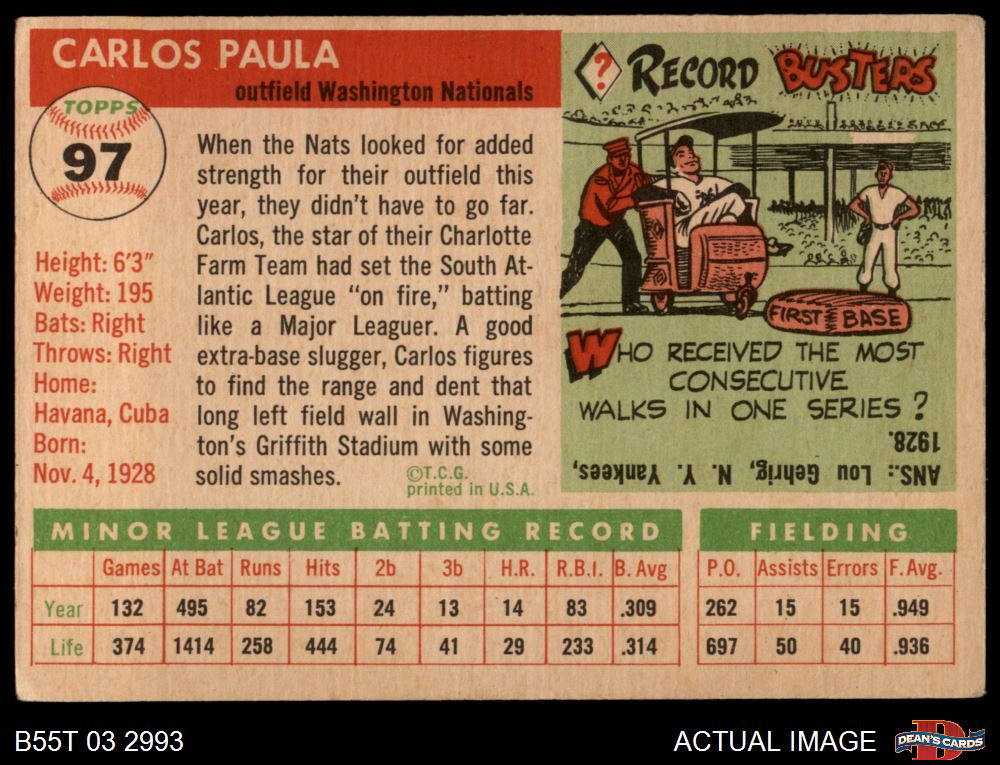 CARLOS PAULA
outfield Washington Nationals
TOPPS
97
Height: 6'3"
Weight: 195
Bats: Right
Throws: Right
Home:
Havana, Cuba
Born:
Nov. 4, 1928
When the Nats looked for added
strength for their outfield this
year, they didn't have to go far.
Carlos, the star of their Charlotte
Farm Team had set the South At-
lantic League "on fire," batting
like a Major Leaguer. A good
extra-base slugger, Carlos figures
to find the range and dent that
long left field wall in Washing-
ton's Griffith Stadium with some
solid smashes.
©T.C.G.
printed in U.S.A.
? RECORD BUSTERS
FIRST BASE
WHO RECEIVED THE MOST
CONSECUTIVE
WALKS IN ONE SERIES?
ANS.: Lou Gehrig, N. Y. Yankees,
1928.
MINOR LEAGUE BATTING RECORD
Games At Bat Runs Hits 2b 3b H.R. R.B.I. B. Avg
Year 132 495 82 153 24 13 14 83 .309
Life 374 1414 258 444 74 41 29 233 .314
FIELDING
P.O. Assists Errors F. Avg.
262 15 15 .949
697 50 40 .936
B55T 03 2993
ACTUAL IMAGE
D
DEAN'S CARDS